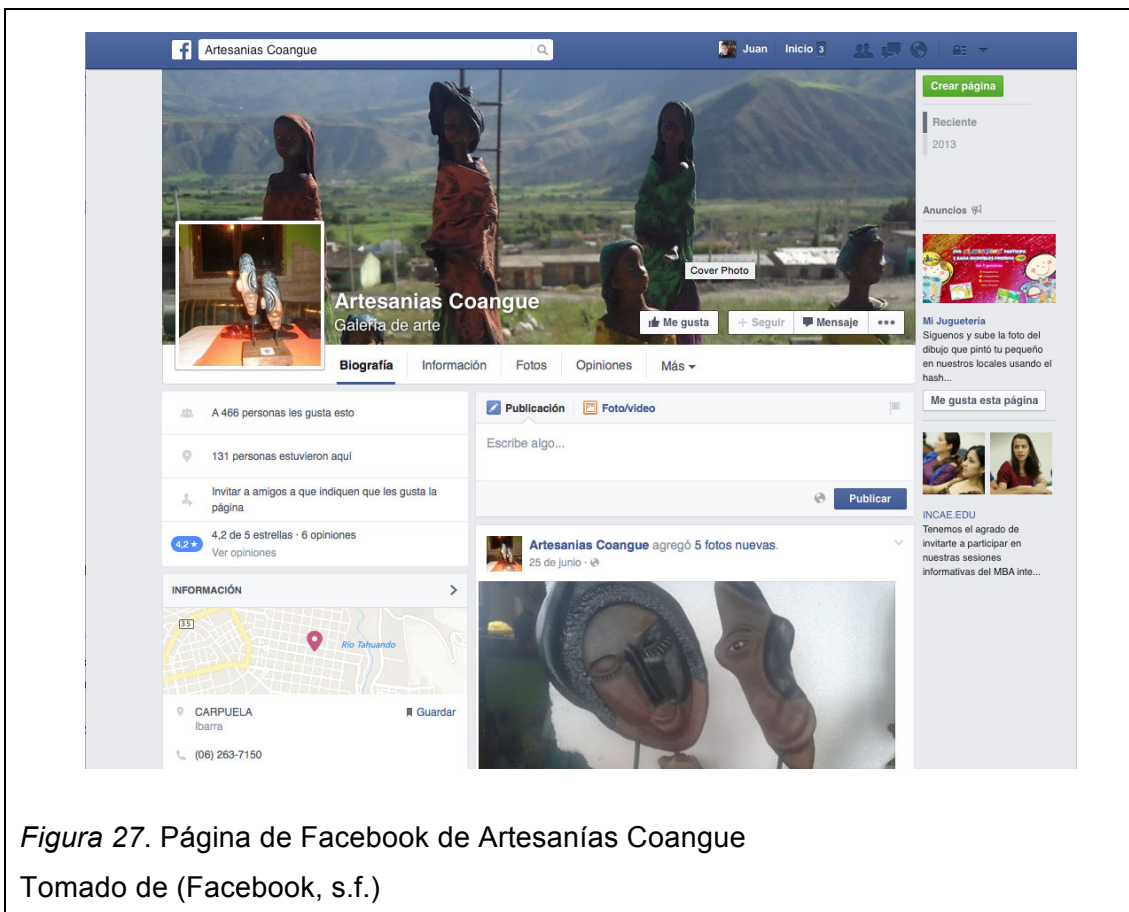 Artesanias Coangue
Juan Inicio 3
Crear página
Reciente
2013
Cover Photo
Artesanias Coangue
Galería de arte
Me gusta + Seguir Mensaje •••
Biografía Información Fotos Opiniones Más
A 466 personas les gusta esto
131 personas estuvieron aquí
Invitar a amigos a que indiquen que les gusta la
página
4,2 ★
4,2 de 5 estrellas · 6 opiniones
Ver opiniones
INFORMACIÓN
35
Río Tahuando
CARPUELA
Ibarra
Guardar
(06) 263-7150
Publicación Foto/video
Escribe algo...
Publicar
Artesanias Coangue agregó 5 fotos nuevas.
25 de junio ·
Anuncios
Mi Juguetería
Síguenos y sube la foto del
dibujo que pintó tu pequeño
en nuestros locales usando el
hash...
Me gusta esta página
INCAE.EDU
Tenemos el agrado de
invitarte a participar en
nuestras sesiones
informativas del MBA inte...
Figura 27. Página de Facebook de Artesanías Coangue
Tomado de (Facebook, s.f.)